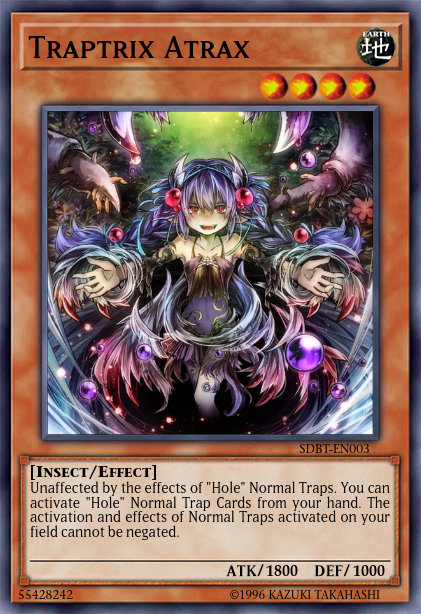 Traptrix Atrax
EARTH
地
SDBT-EN003
[Insect/Effect]
Unaffected by the effects of "Hole" Normal Traps. You can
activate "Hole" Normal Trap Cards from your hand. The
activation and effects of Normal Traps activated on your
field cannot be negated.
ATK/1800 DEF/1000
55428242 ©1996 KAZUKI TAKAHASHI